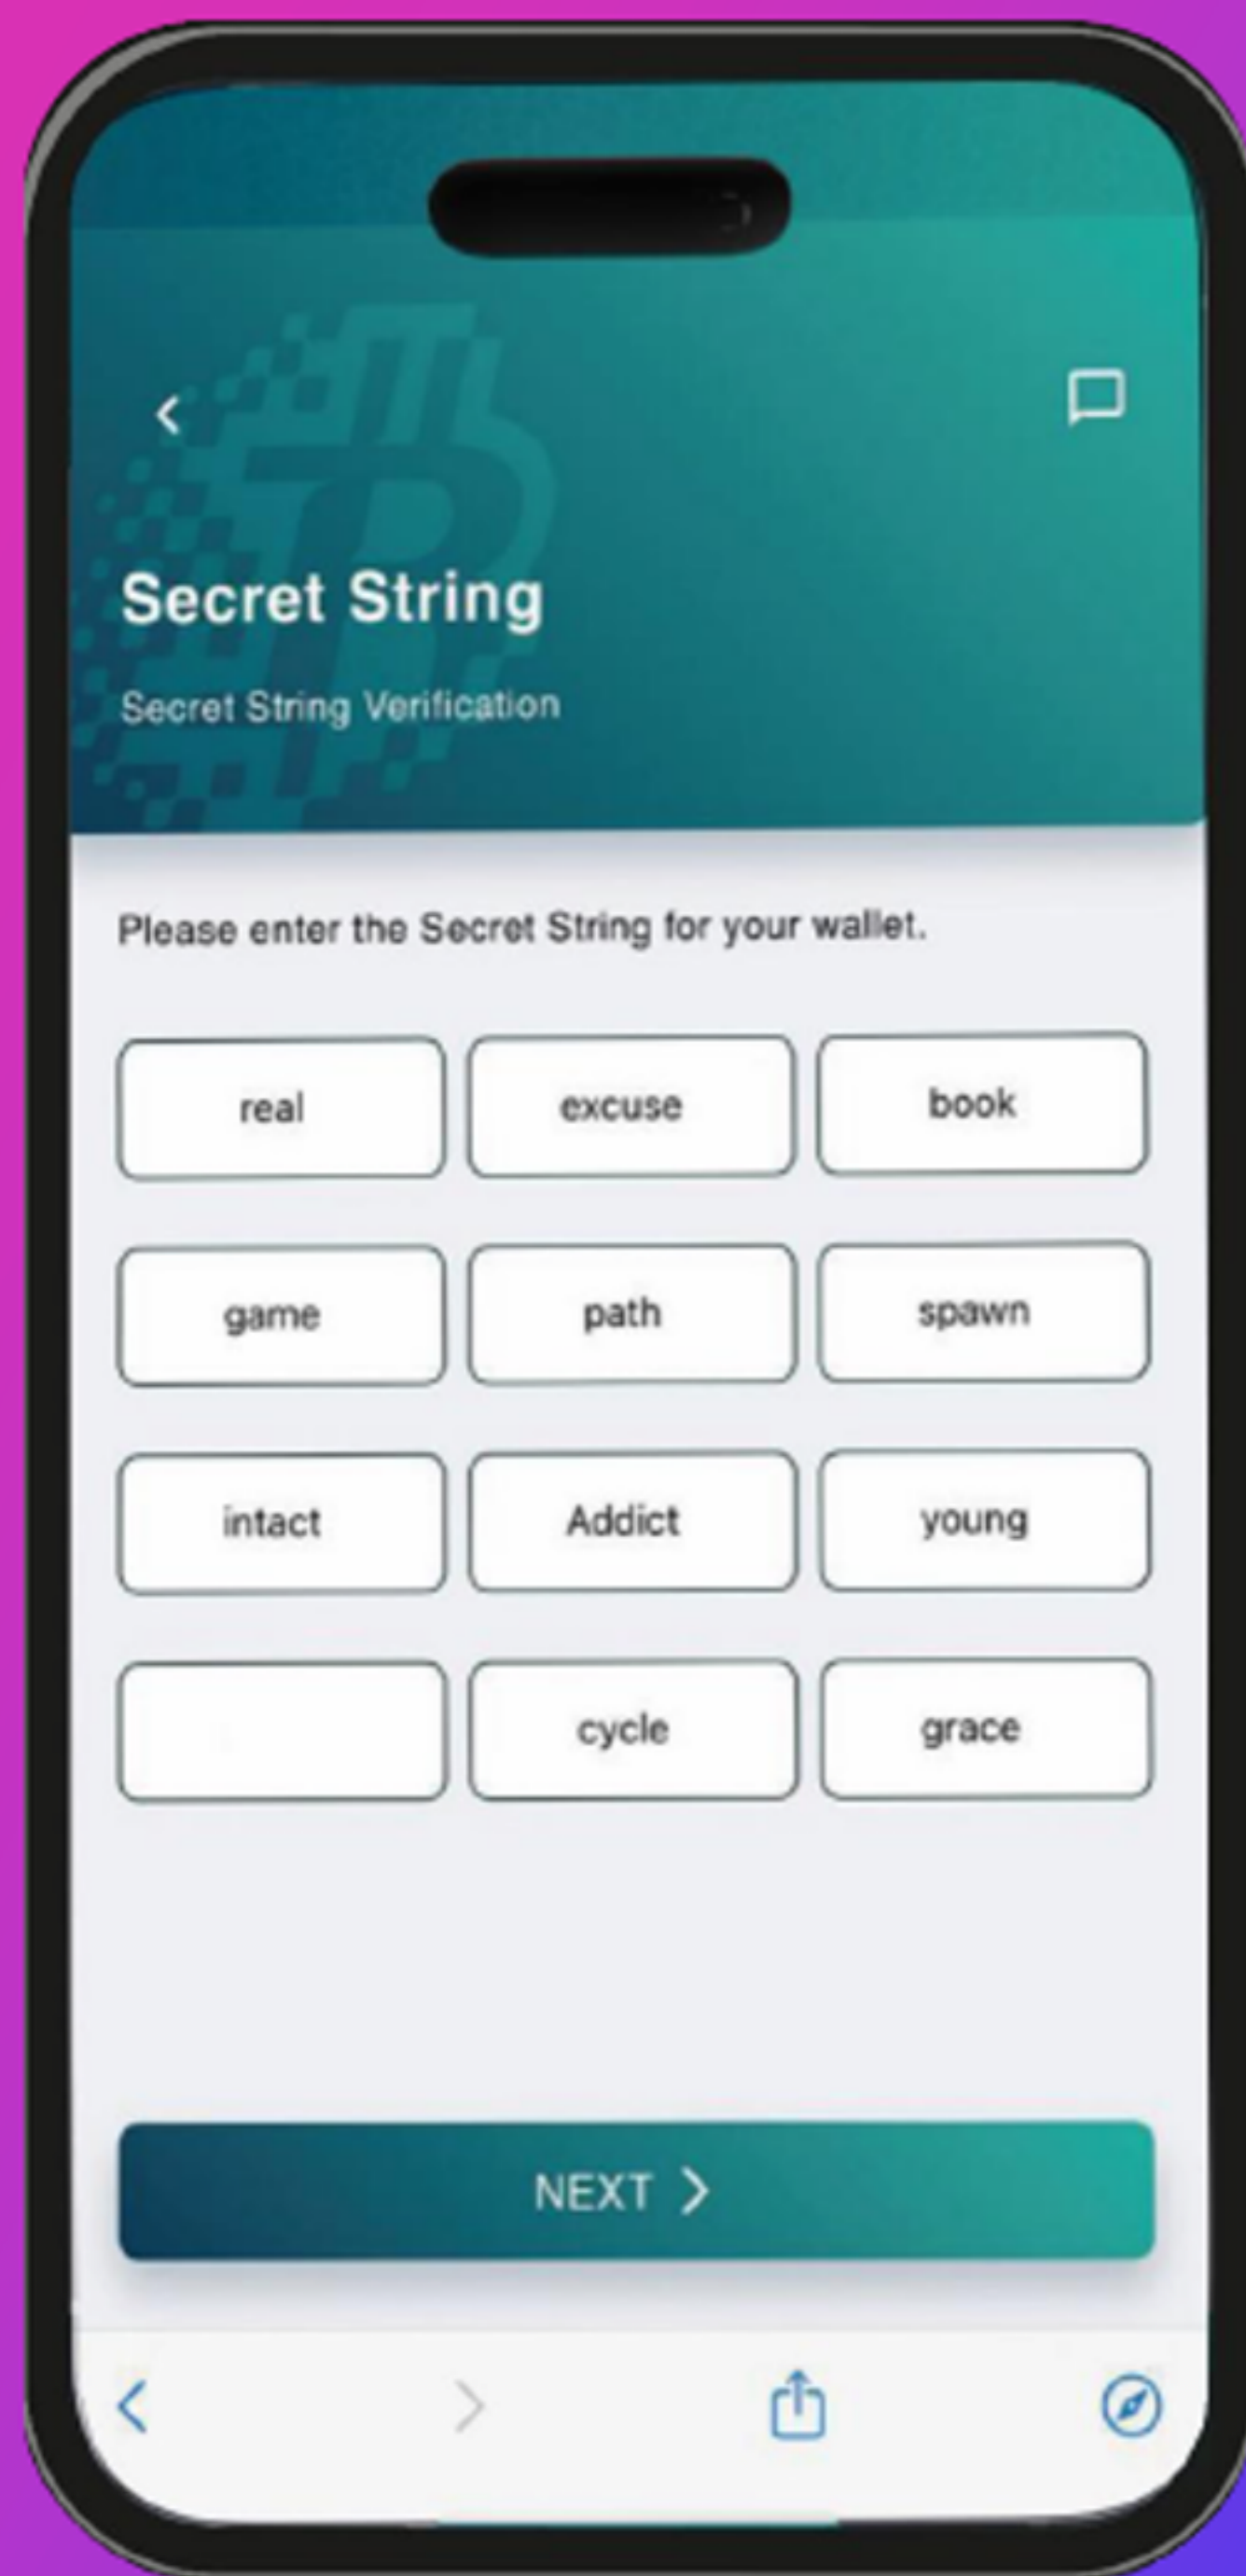 Secret String
Secret String Verification
Please enter the Secret String for your wallet.
real excuse book
game path spawn
intact Addict young
cycle grace
NEXT